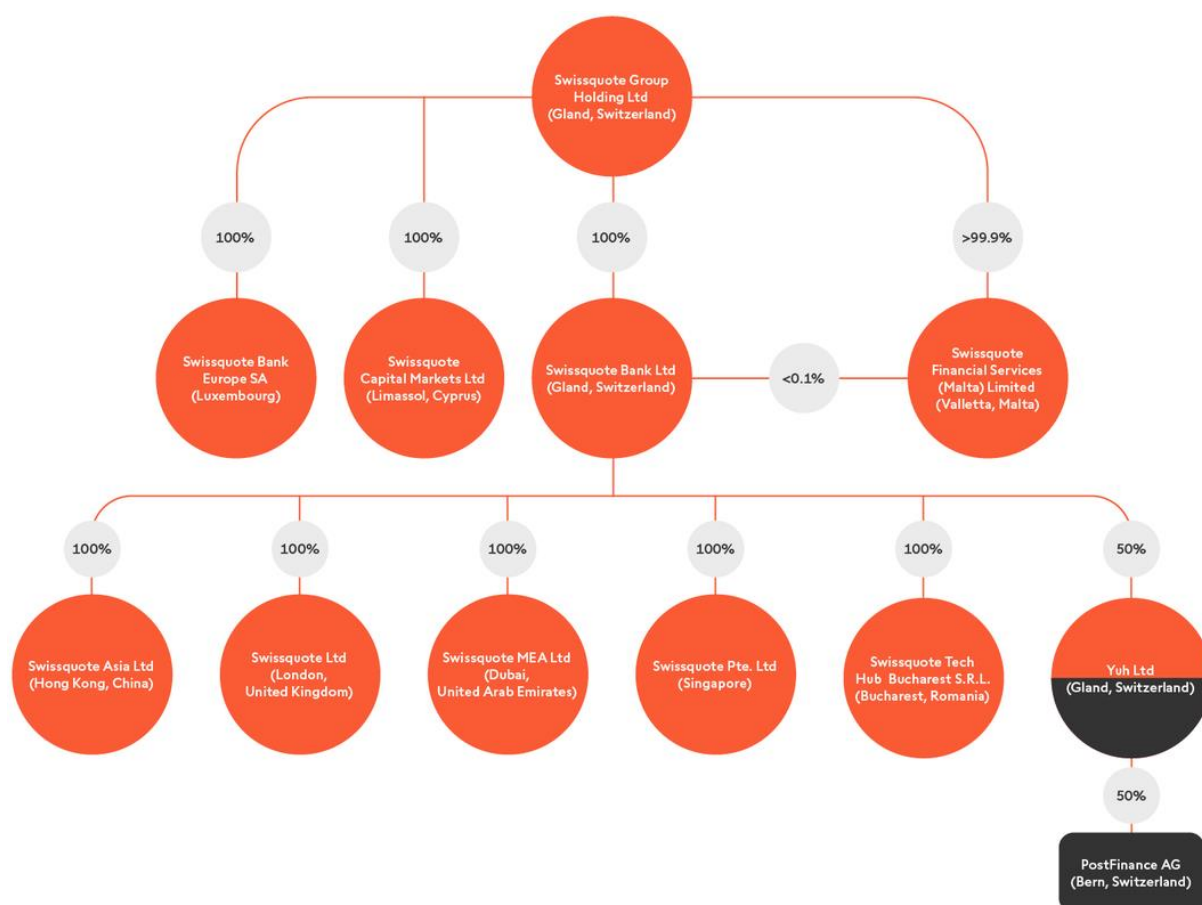 Swissquote Group
Holding Ltd
(Gland, Switzerland)
100%
100%
100%
>99.9%
Swissquote Bank
Europe SA
(Luxembourg)
Swissquote
Capital Markets Ltd
(Limassol, Cyprus)
Swissquote Bank Ltd
(Gland, Switzerland)
<0.1%
Swissquote
Financial Services
(Malta) Limited
(Valletta, Malta)
100%
100%
100%
100%
100%
50%
Swissquote Asia Ltd
(Hong Kong, China)
Swissquote Ltd
(London,
United Kingdom)
Swissquote MEA Ltd
(Dubai,
United Arab Emirates)
Swissquote Pte. Ltd
(Singapore)
Swissquote Tech
Hub Bucharest S.R.L.
(Bucharest, Romania)
Yuh Ltd
(Gland, Switzerland)
50%
PostFinance AG
(Bern, Switzerland)